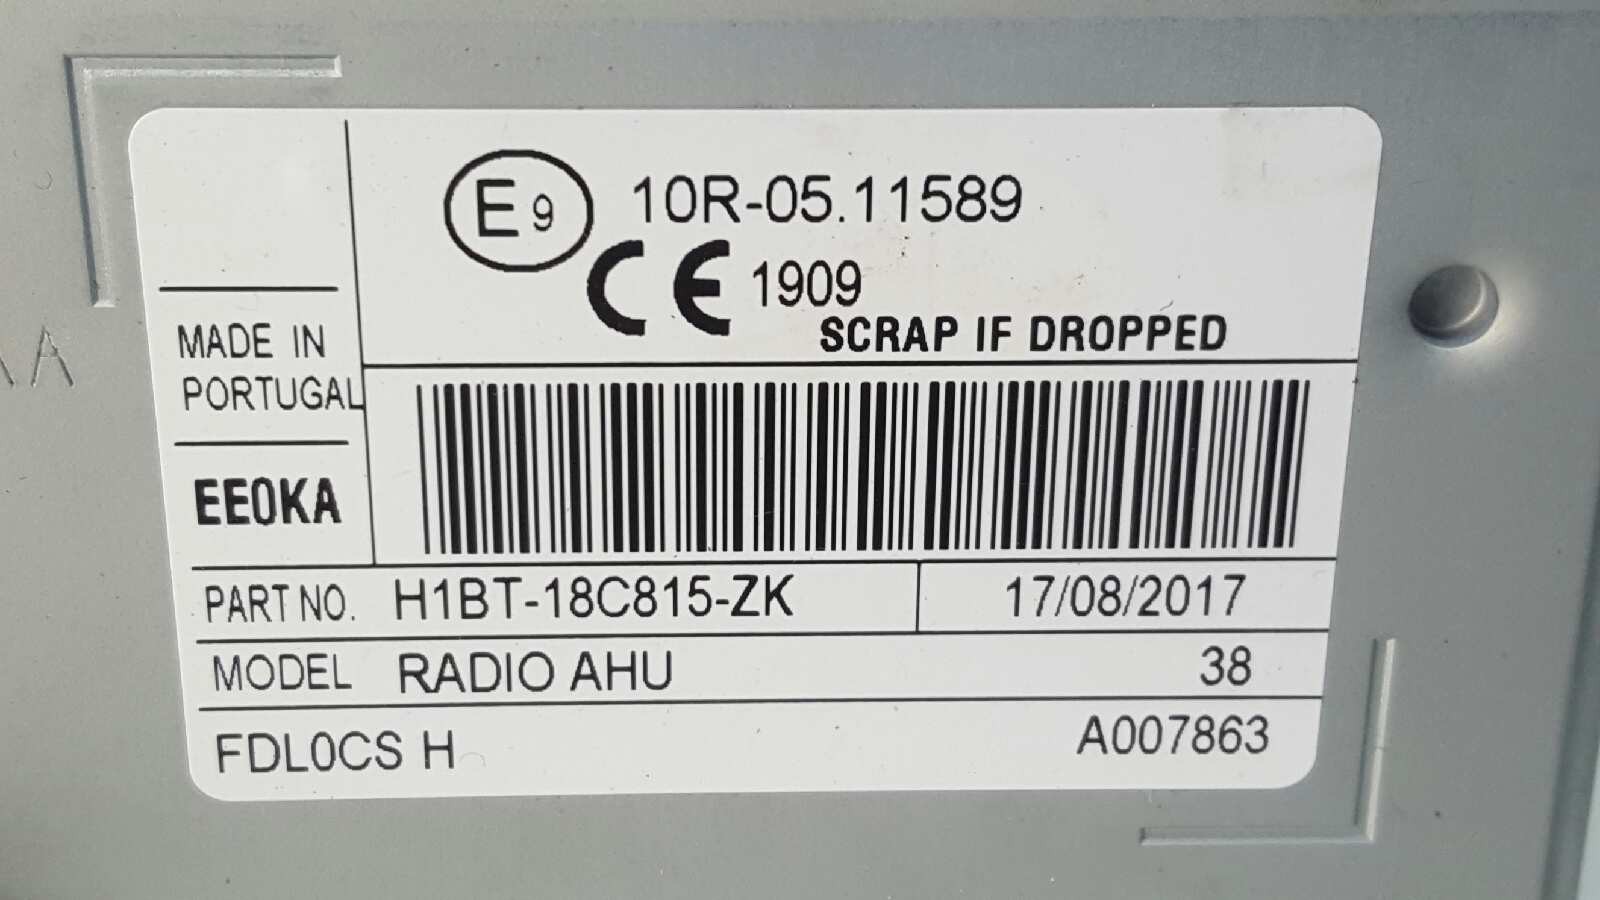 E9 10R-05.11589
CE 1909
SCRAP IF DROPPED
MADE IN
PORTUGAL
EE0KA
PART NO. H1BT-18C815-ZK 17/08/2017
MODEL RADIO AHU 38
FDL0CS H A007863